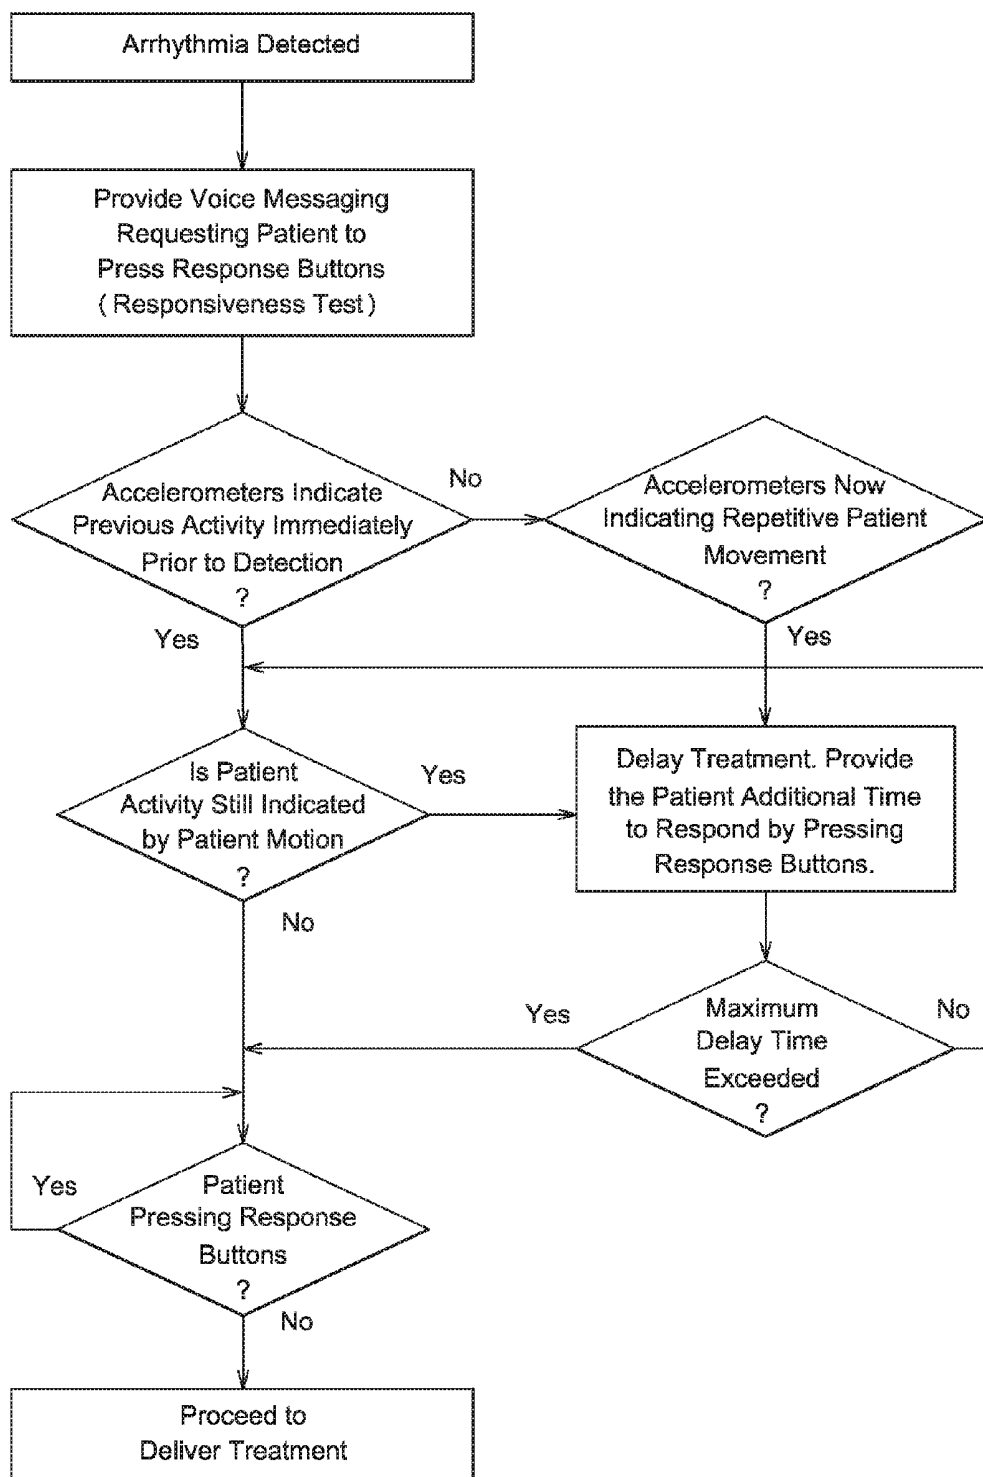 Arrhythmia Detected
Provide Voice Messaging
Requesting Patient to
Press Response Buttons
( Responsiveness Test )
Accelerometers Indicate
Previous Activity Immediately
Prior to Detection
?
No
Accelerometers Now
Indicating Repetitive Patient
Movement
?
Yes
Yes
Is Patient
Activity Still Indicated
by Patient Motion
?
Yes
No
Delay Treatment. Provide
the Patient Additional Time
to Respond by Pressing
Response Buttons.
Maximum
Delay Time
Exceeded
?
Yes
No
Patient
Pressing Response
Buttons
?
Yes
No
Proceed to
Deliver Treatment